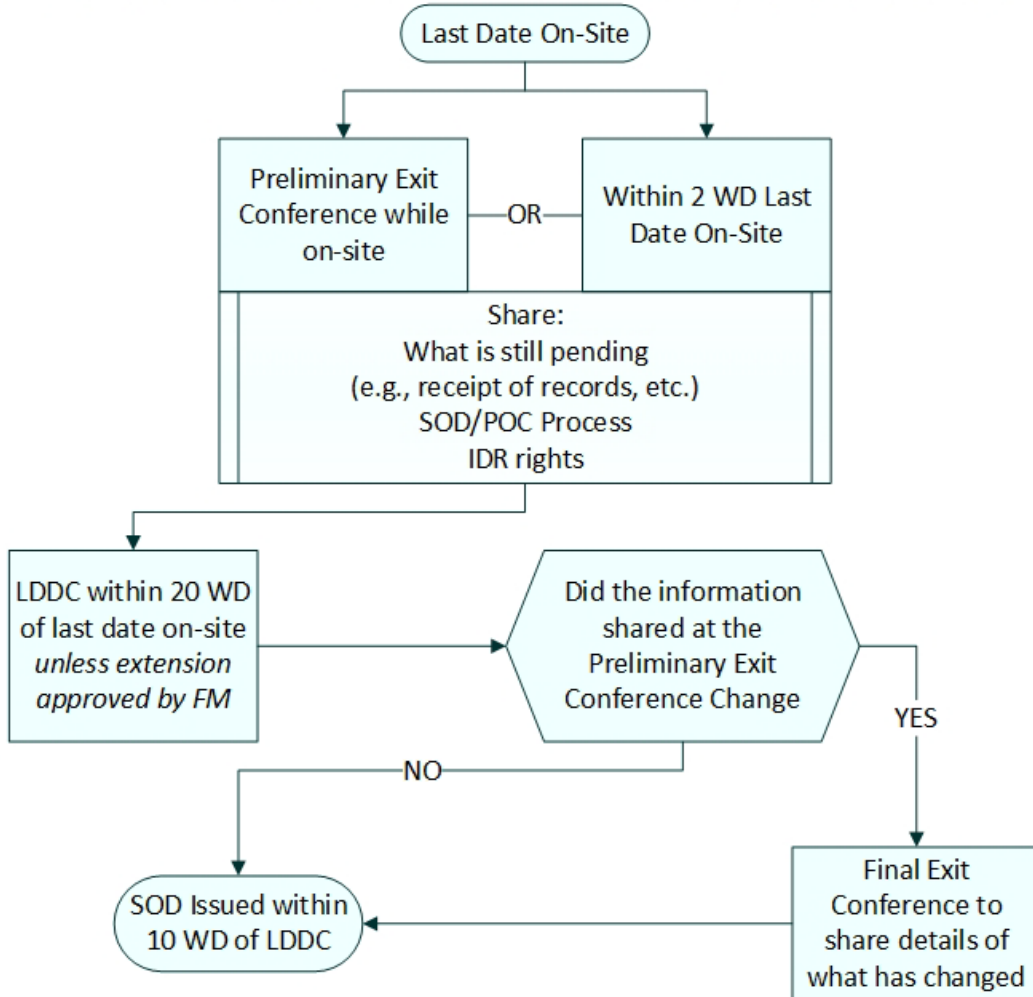 Last Date On-Site
Preliminary Exit
Conference while
on-site
OR
Within 2 WD Last
Date On-Site
Share:
What is still pending
(e.g., receipt of records, etc.)
SOD/POC Process
IDR rights
LDDC within 20 WD
of last date on-site
unless extension
approved by FM
Did the information
shared at the
Preliminary Exit
Conference Change
YES
NO
SOD Issued within
10 WD of LDDC
Final Exit
Conference to
share details of
what has changed